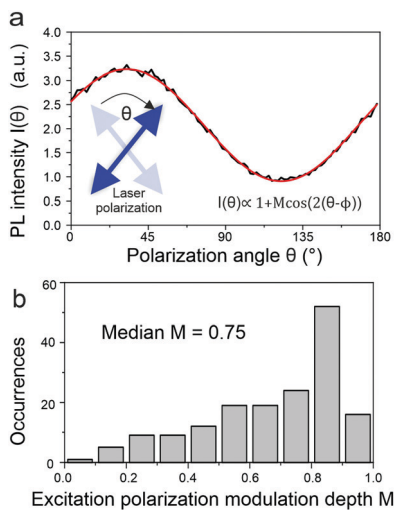 a
PL intensity I(θ) (a.u.)
4.0
3.5
3.0
2.5
2.0
1.5
1.0
0.5
0.0
θ
Laser
polarization
I(θ)∝ 1+Mcos(2(θ-ϕ))
0 45 90 135 180
Polarization angle θ (°)
b
Occurrences
60
40
20
0
Median M = 0.75
0.0 0.2 0.4 0.6 0.8 1.0
Excitation polarization modulation depth M